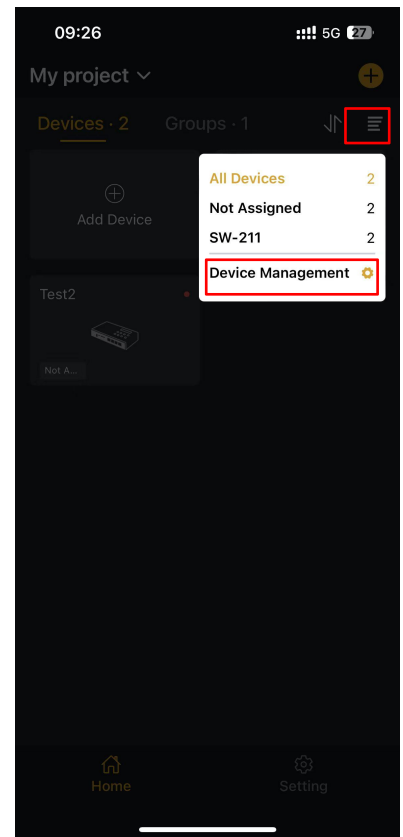 09:26 5G 27
My project
Devices · 2 Groups · 1
All Devices 2
Not Assigned 2
SW-211 2
Device Management
Add Device
Test2
Not A...
Home Setting